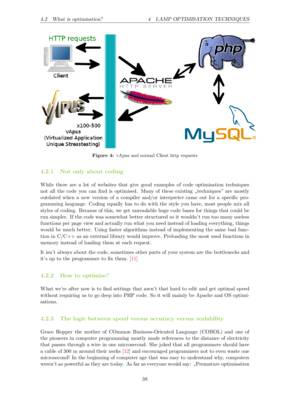 4.2 What is optimisation?
4 LAMP OPTIMISATION TECHNIQUES
HTTP requests
Client
APACHE
HTTP SERVER
php
vApus
x100-500
vApus
(Virtualized Application
Unique Stresstesting)
MySQL
Figure 4: vApus and normal Client http requests
4.2.1 Not only about coding
While there are a lot of websites that give good examples of code optimisation techniques
not all the code you can find is optimised. Many of these existing „techniques” are mostly
outdated when a new version of a compiler and/or interpreter came out for a specific pro-
gramming language. Coding equally has to do with the style you have, most people mix all
styles of coding. Because of this, we get unreadable huge code bases for things that could be
run simpler. If the code was somewhat better structured so it would't run too many useless
functions per page view and actually run what you need instead of loading everything, things
would be much better. Using faster algorithms instead of implementing the same bad func-
tion in C/C++ as an external library would improve. Preloading the most used functions in
memory instead of loading them at each request.
It isn't always about the code, sometimes other parts of your system are the bottlenecks and
it's up to the programmer to fix them. [11]
4.2.2 How to optimise?
What we're after now is to find settings that aren't that hard to edit and get optimal speed
without requiring us to go deep into PHP code. So it will mainly be Apache and OS optimi-
sations.
4.2.3 The logic between speed versus accuracy versus scalability
Grace Hopper the mother of COmmon Business-Oriented Language (COBOL) and one of
the pioneers in computer programming mostly made references to the distance of electricity
that passes through a wire in one microsecond. She joked that all programmers should have
a cable of 300 m around their necks [12] and encouraged programmers not to even waste one
microsecond! In the beginning of computer age that was easy to understand why, computers
weren't as powerful as they are today. As far as everyone would say: „Premature optimisation
38